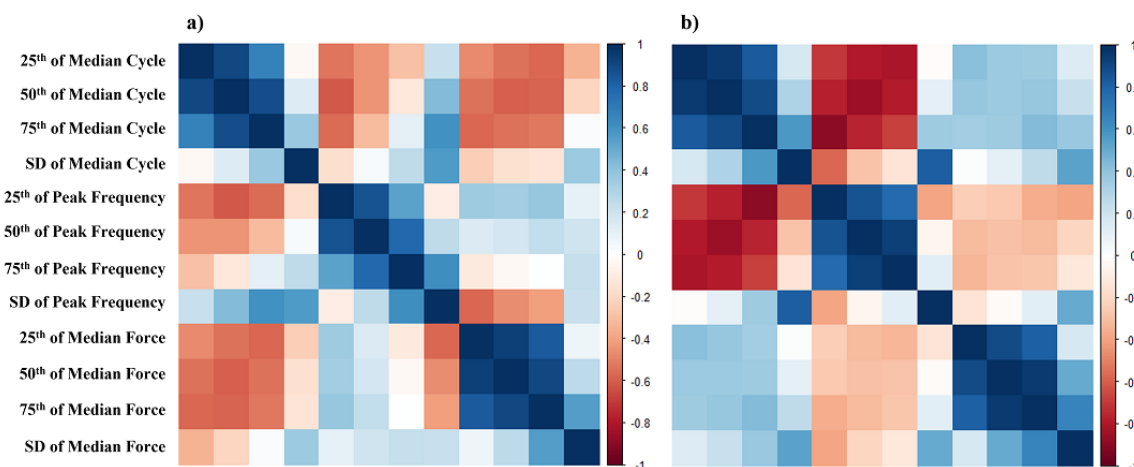 a)
b)
25th of Median Cycle
50th of Median Cycle
75th of Median Cycle
SD of Median Cycle
25th of Peak Frequency
50th of Peak Frequency
75th of Peak Frequency
SD of Peak Frequency
25th of Median Force
50th of Median Force
75th of Median Force
SD of Median Force
1
0.8
0.6
0.4
0.2
0
-0.2
-0.4
-0.6
-0.8
-1